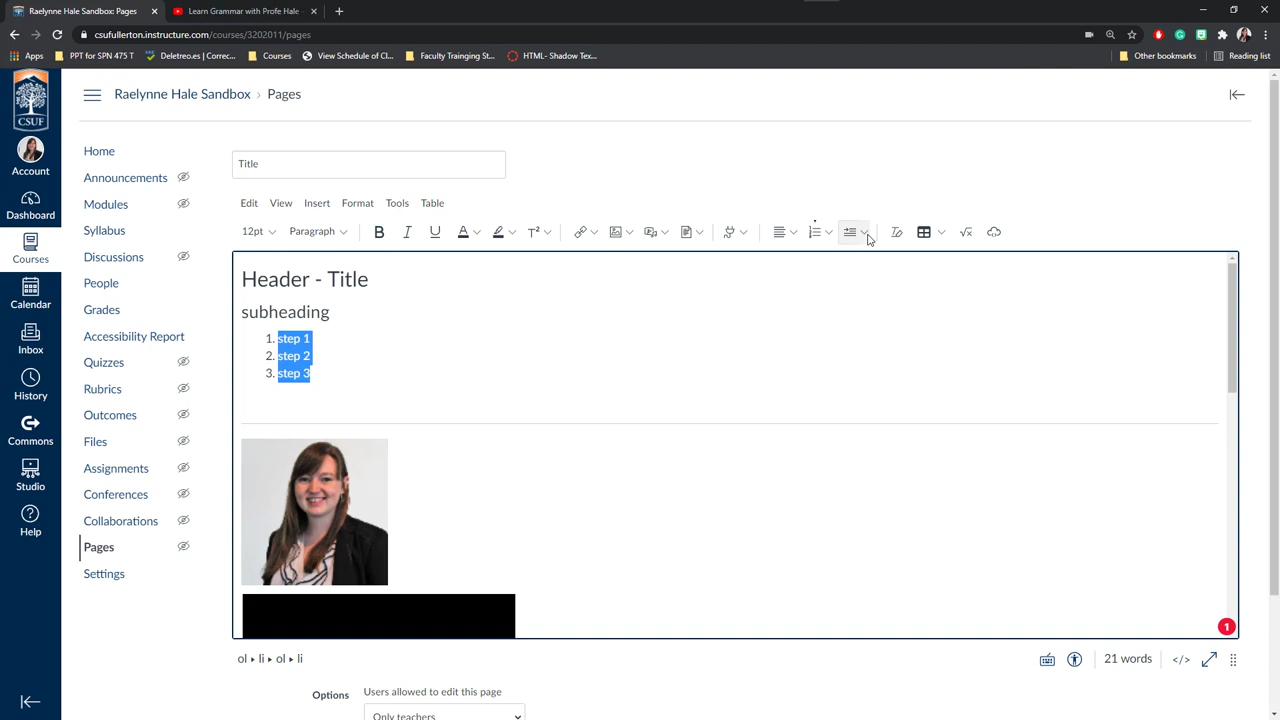 Raelynne Hale Sandbox: Pages
Learn Grammar with Profe Hale -
csufullerton.instructure.com/courses/3202011/pages
Apps
PPT for SPN 475 T
Deletreo.es | Correc...
Courses
View Schedule of Cl...
Faculty Trainging St...
HTML- Shadow Tex...
Other bookmarks
Reading list
CSUF
Account
Dashboard
Courses
Calendar
Inbox
History
Commons
Studio
Help
Raelynne Hale Sandbox › Pages
Home
Announcements
Modules
Syllabus
Discussions
People
Grades
Accessibility Report
Quizzes
Rubrics
Outcomes
Files
Assignments
Conferences
Collaborations
Pages
Settings
Title
Edit View Insert Format Tools Table
12pt Paragraph B I U A T²
Header - Title
subheading
1. step 1
2. step 2
3. step 3
1
ol ▸ li ▸ ol ▸ li
21 words </>
Options
Users allowed to edit this page
Only teachers